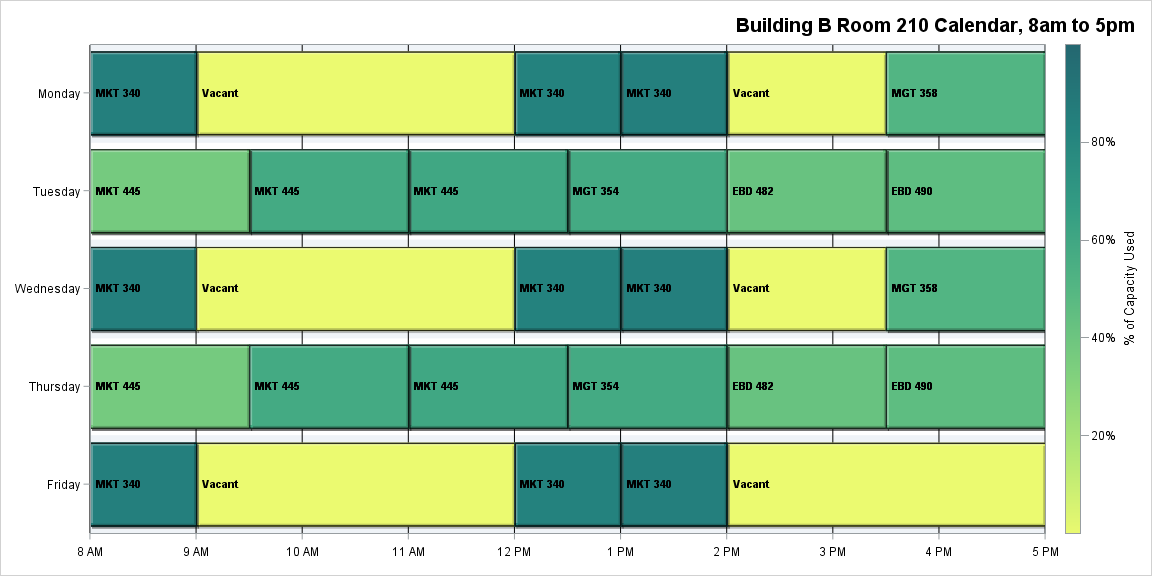 Building B Room 210 Calendar, 8am to 5pm
Monday
MKT 340
Vacant
MKT 340
MKT 340
Vacant
MGT 358
Tuesday
MKT 445
MKT 445
MKT 445
MGT 354
EBD 482
EBD 490
Wednesday
MKT 340
Vacant
MKT 340
MKT 340
Vacant
MGT 358
Thursday
MKT 445
MKT 445
MKT 445
MGT 354
EBD 482
EBD 490
Friday
MKT 340
Vacant
MKT 340
MKT 340
Vacant
8 AM
9 AM
10 AM
11 AM
12 PM
1 PM
2 PM
3 PM
4 PM
5 PM
80%
60%
40%
20%
% of Capacity Used